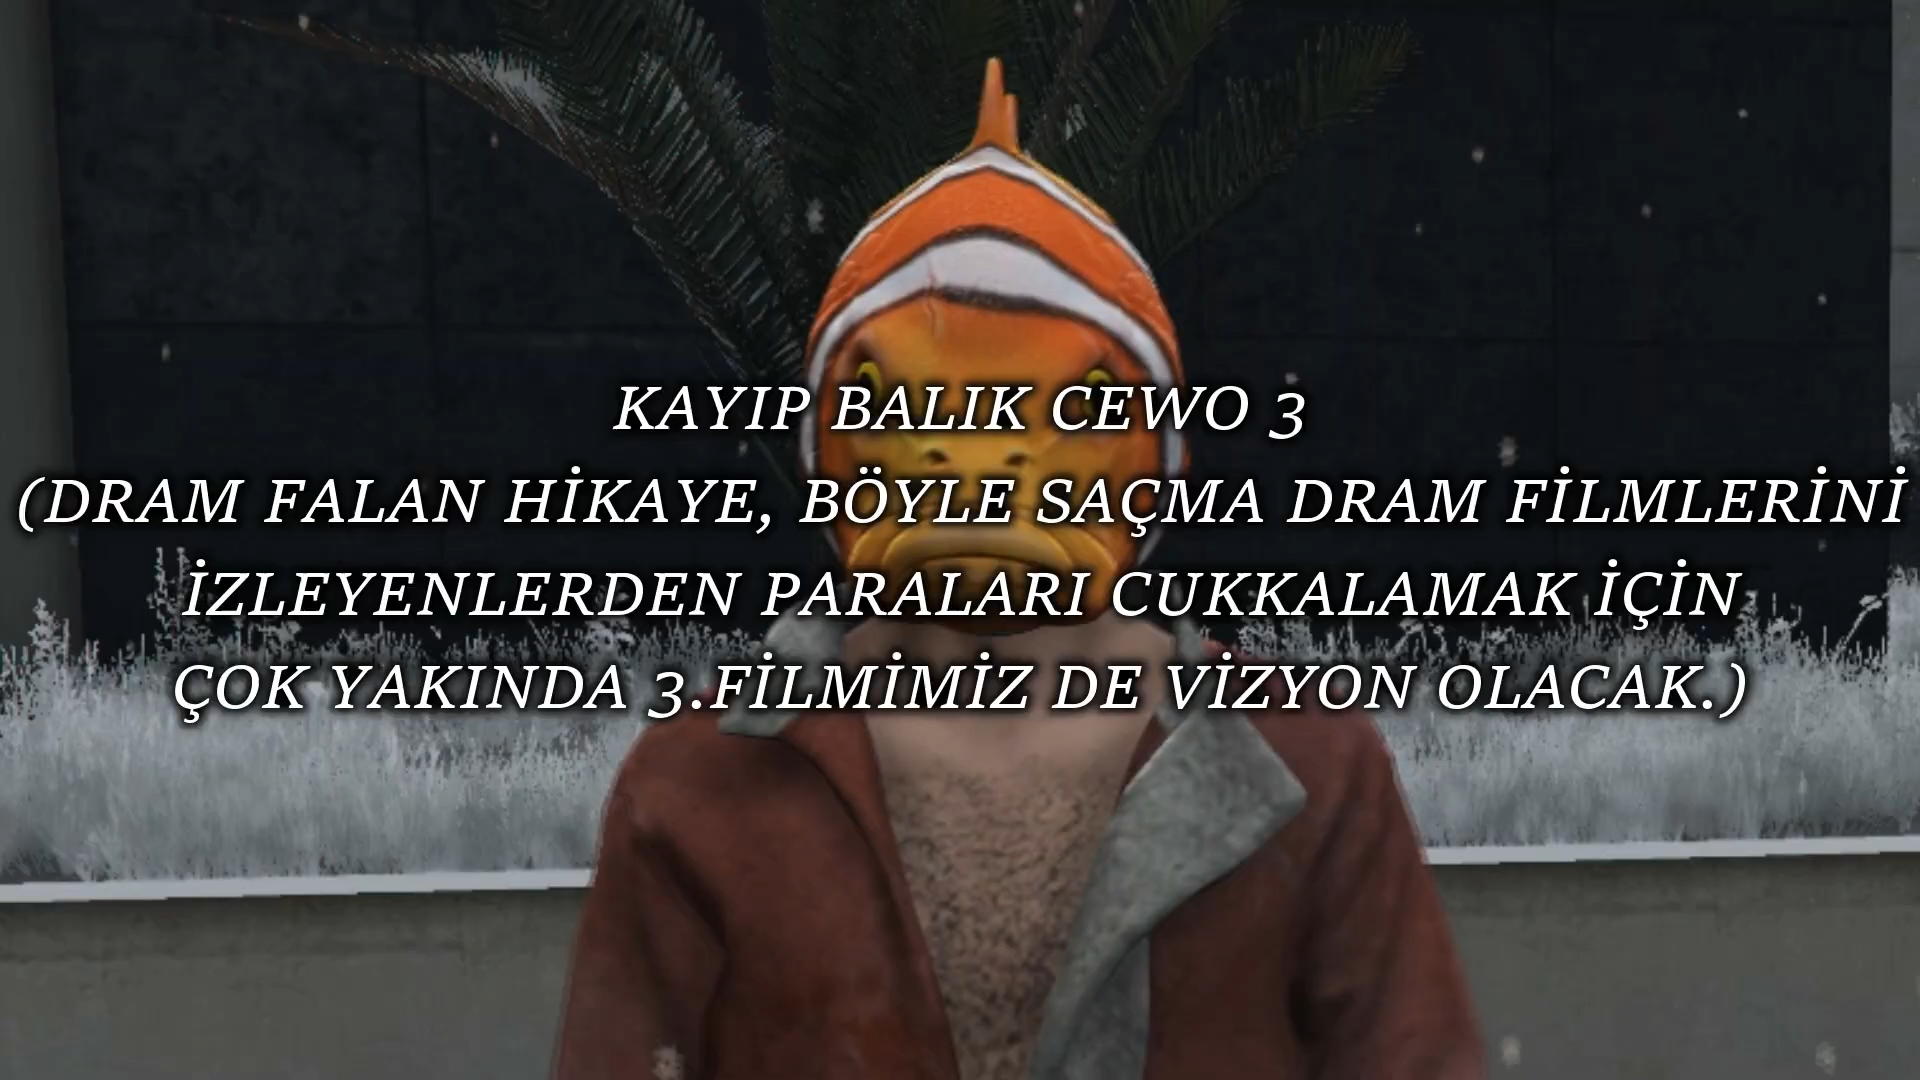 KAYIP BALIK CEWO 3
(DRAM FALAN HİKAYE, BÖYLE SAÇMA DRAM FİLMLERİNİ
İZLEYENLERDEN PARALARI CUKKALAMAK İÇİN
ÇOK YAKINDA 3.FİLMİMİZ DE VİZYON OLACAK.)